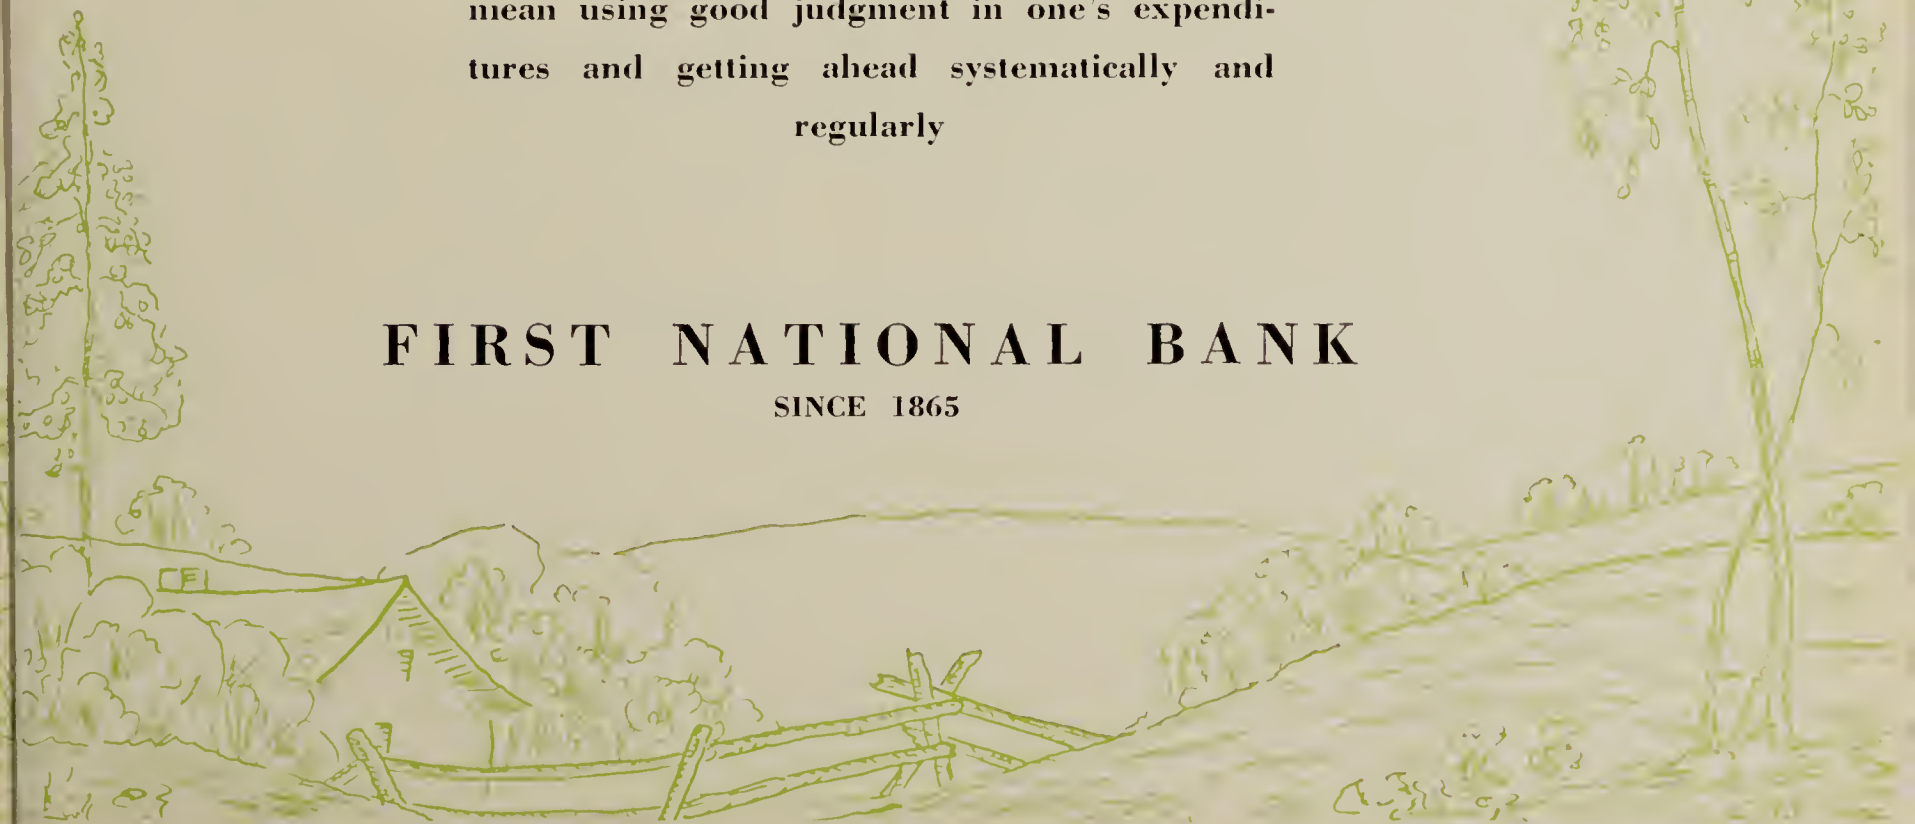 mean using good judgment in one's expendi-
tures and getting ahead systematically and
regularly
FIRST NATIONAL BANK
SINCE 1865